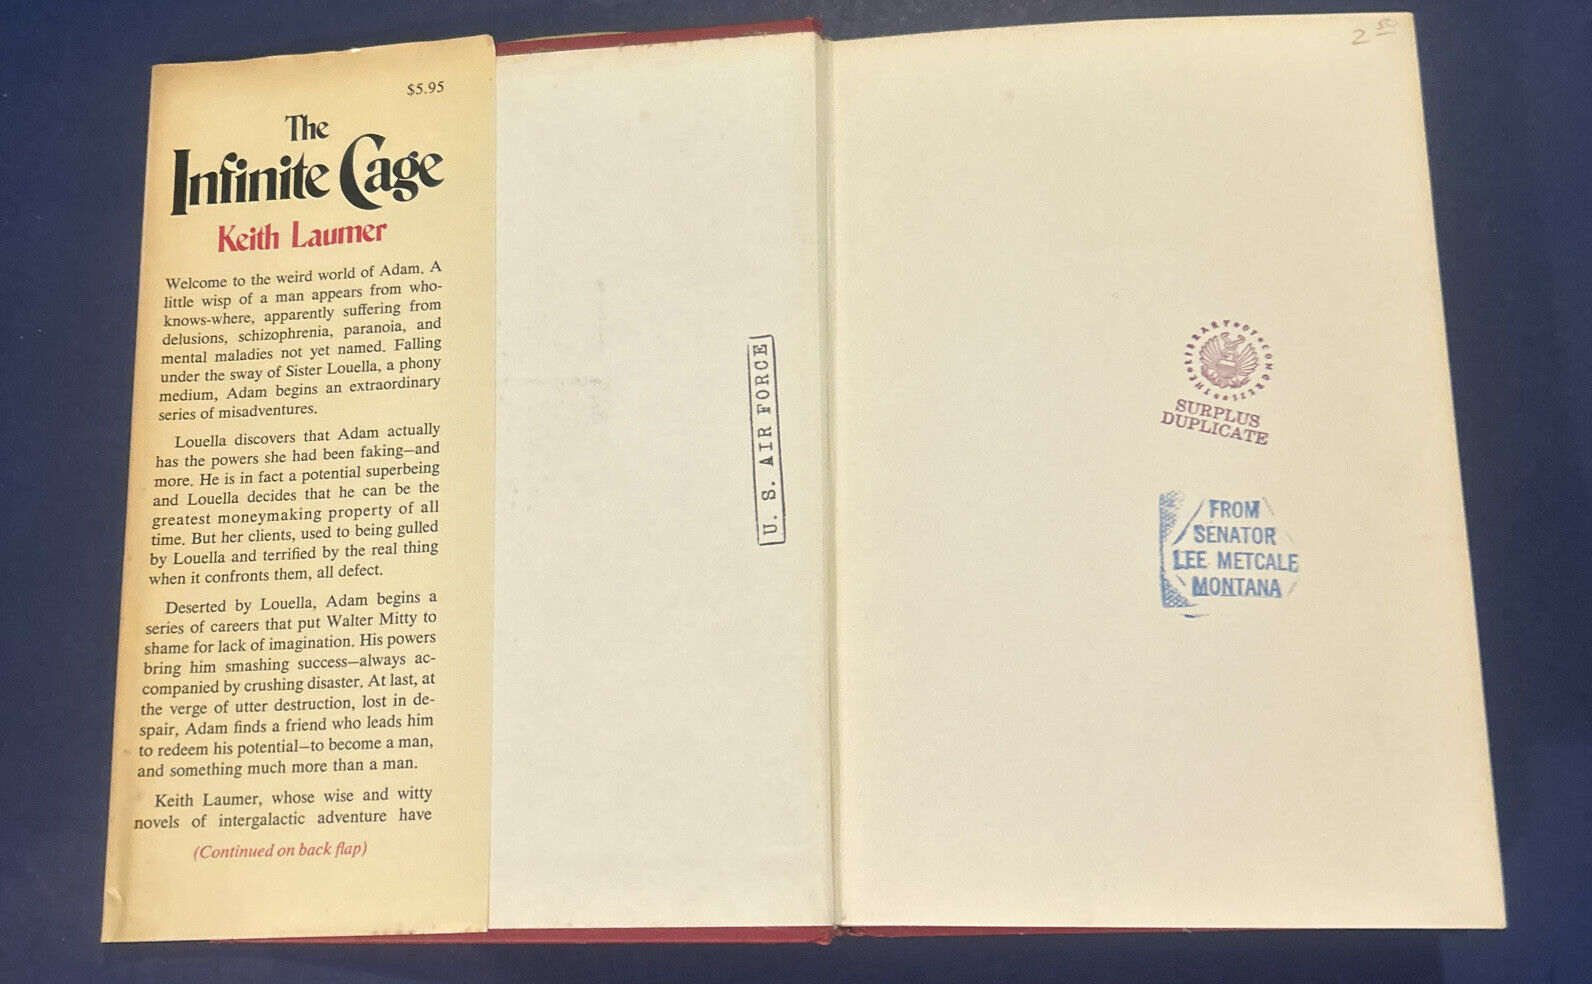 $5.95
The
Infinite Cage
Keith Laumer
Welcome to the weird world of Adam. A
little wisp of a man appears from who-
knows-where, apparently suffering from
delusions, schizophrenia, paranoia, and
mental maladies not yet named. Falling
under the sway of Sister Louella, a phony
medium, Adam begins an extraordinary
series of misadventures.
Louella discovers that Adam actually
has the powers she had been faking—and
more. He is in fact a potential superbeing
and Louella decides that he can be the
greatest moneymaking property of all
time. But her clients, used to being gulled
by Louella and terrified by the real thing
when it confronts them, all defect.
Deserted by Louella, Adam begins a
series of careers that put Walter Mitty to
shame for lack of imagination. His powers
bring him smashing success—always ac-
companied by crushing disaster. At last, at
the verge of utter destruction, lost in de-
spair, Adam finds a friend who leads him
to redeem his potential—to become a man,
and something much more than a man.
Keith Laumer, whose wise and witty
novels of intergalactic adventure have
(Continued on back flap)
U. S. AIR FORCE
2 50
THE LIBRARY OF CONGRESS
SURPLUS
DUPLICATE
FROM
SENATOR
LEE METCALF
MONTANA